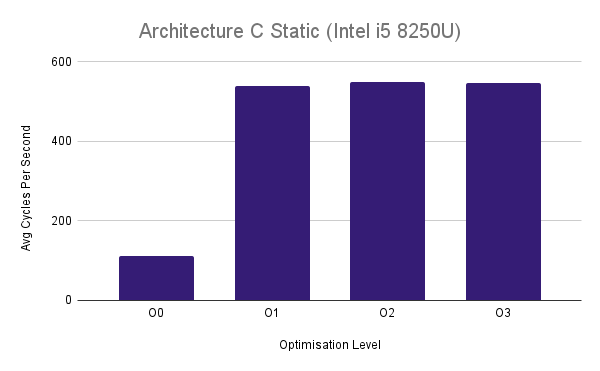 Architecture C Static (Intel i5 8250U)
600
400
200
0
Avg Cycles Per Second
O0
O1
O2
O3
Optimisation Level